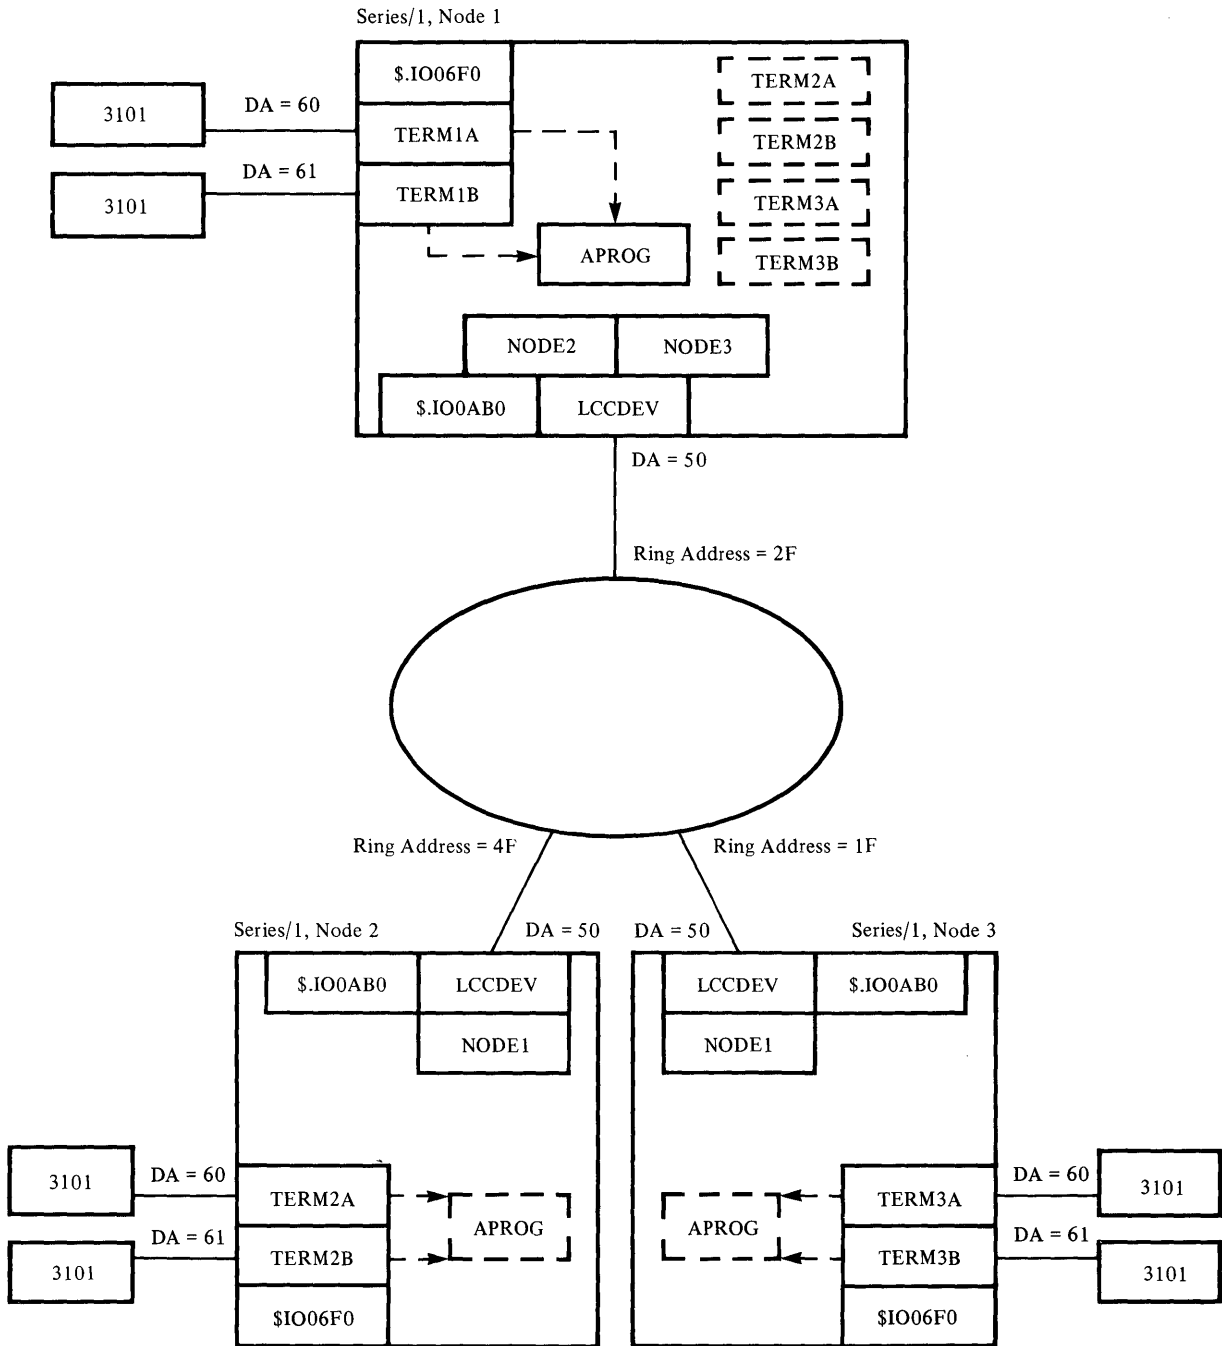 Series/1, Node 1
$.IO06F0
TERM2A
3101
DA = 60
TERM1A
TERM2B
3101
DA = 61
TERM1B
TERM3A
APROG
TERM3B
NODE2
NODE3
$.IO0AB0
LCCDEV
DA = 50
Ring Address = 2F
Ring Address = 4F
Ring Address = 1F
Series/1, Node 2
DA = 50
DA = 50
Series/1, Node 3
$.IO0AB0
LCCDEV
LCCDEV
$.IO0AB0
NODE1
NODE1
3101
DA = 60
TERM2A
APROG
APROG
TERM3A
DA = 60
3101
3101
DA = 61
TERM2B
TERM3B
DA = 61
3101
$IO06F0
$IO06F0